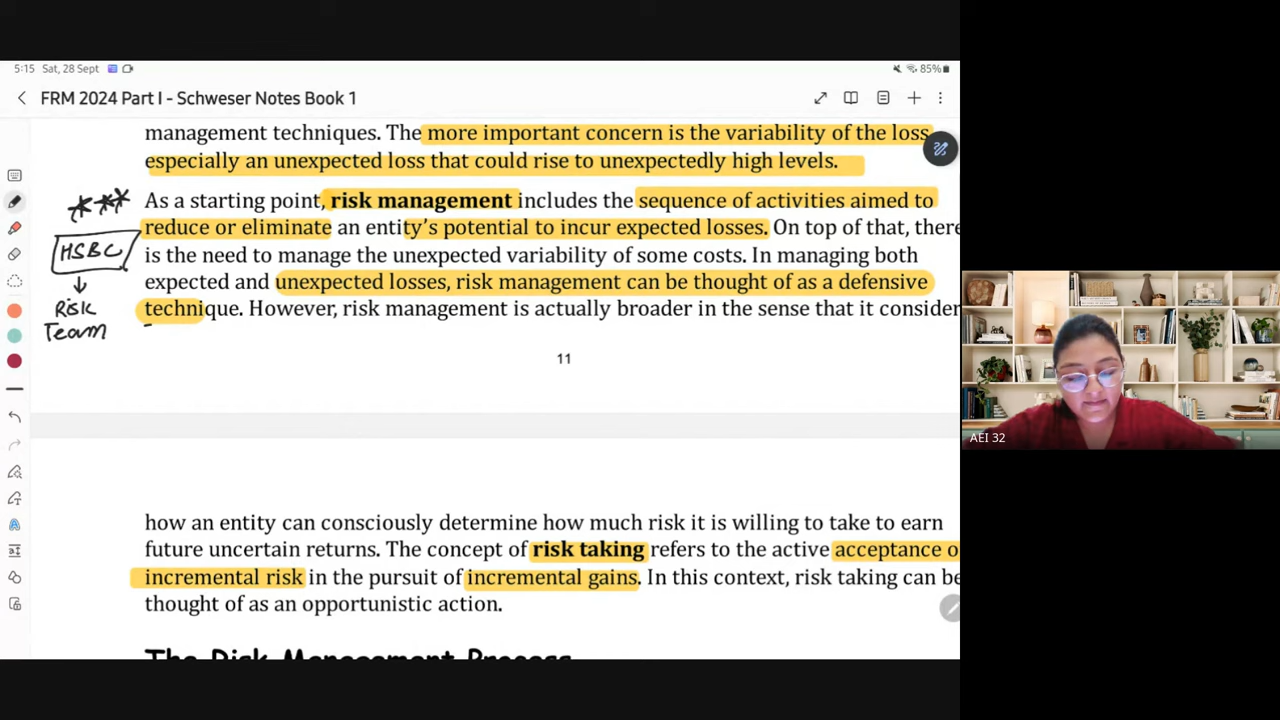 5:15 Sat, 28 Sept 85%
FRM 2024 Part I - Schweser Notes Book 1
management techniques. The more important concern is the variability of the loss,
especially an unexpected loss that could rise to unexpectedly high levels.
As a starting point, risk management includes the sequence of activities aimed to
reduce or eliminate an entity's potential to incur expected losses. On top of that, there
is the need to manage the unexpected variability of some costs. In managing both
expected and unexpected losses, risk management can be thought of as a defensive
technique. However, risk management is actually broader in the sense that it consider
HSBC
Risk
Team
11
how an entity can consciously determine how much risk it is willing to take to earn
future uncertain returns. The concept of risk taking refers to the active acceptance o
incremental risk in the pursuit of incremental gains. In this context, risk taking can be
thought of as an opportunistic action.
The Risk Management Process
AEI 32